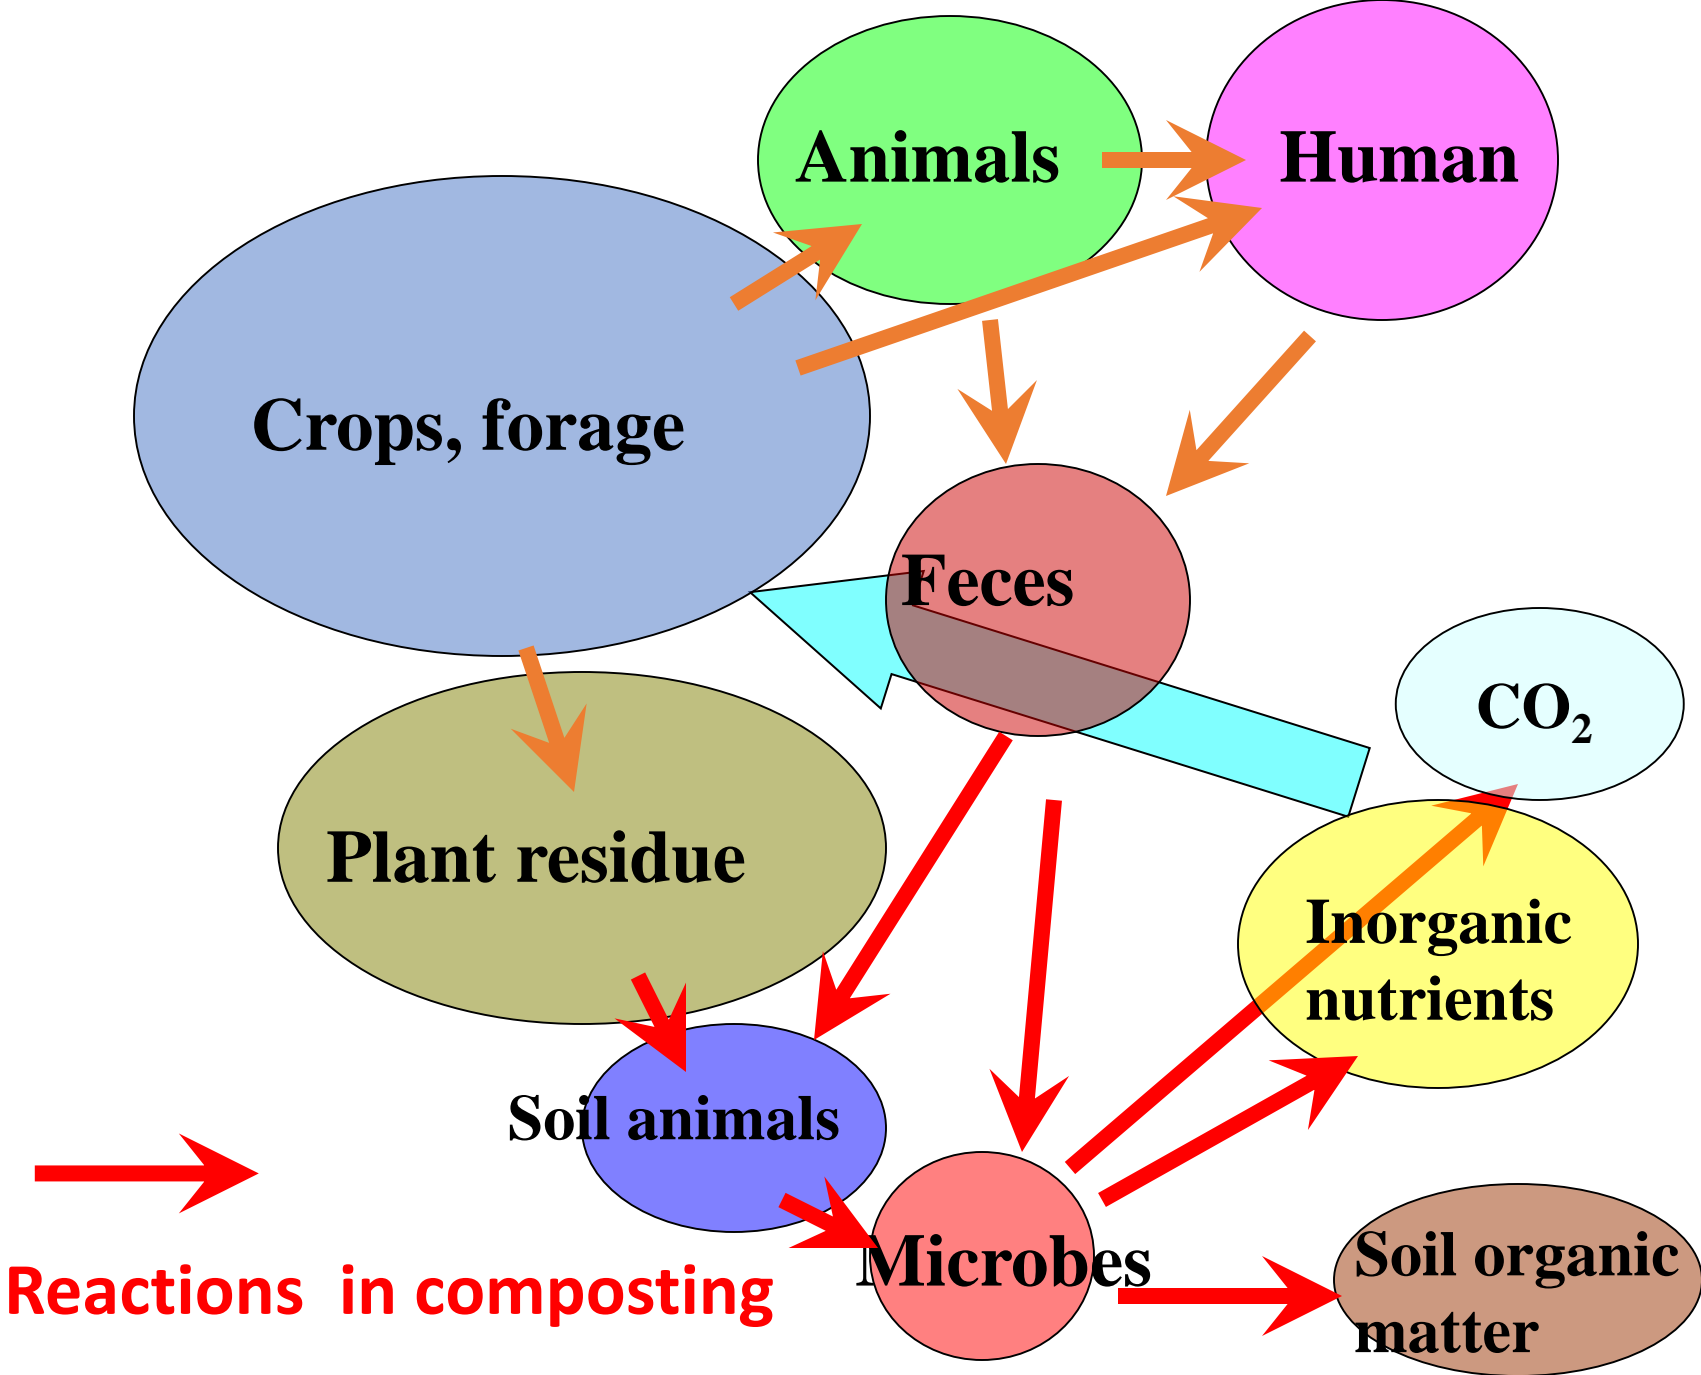 Animals
Human
Crops, forage
Feces
CO₂
Plant residue
Inorganic
nutrients
Soil animals
Microbes
Soil organic
matter
Reactions  in composting